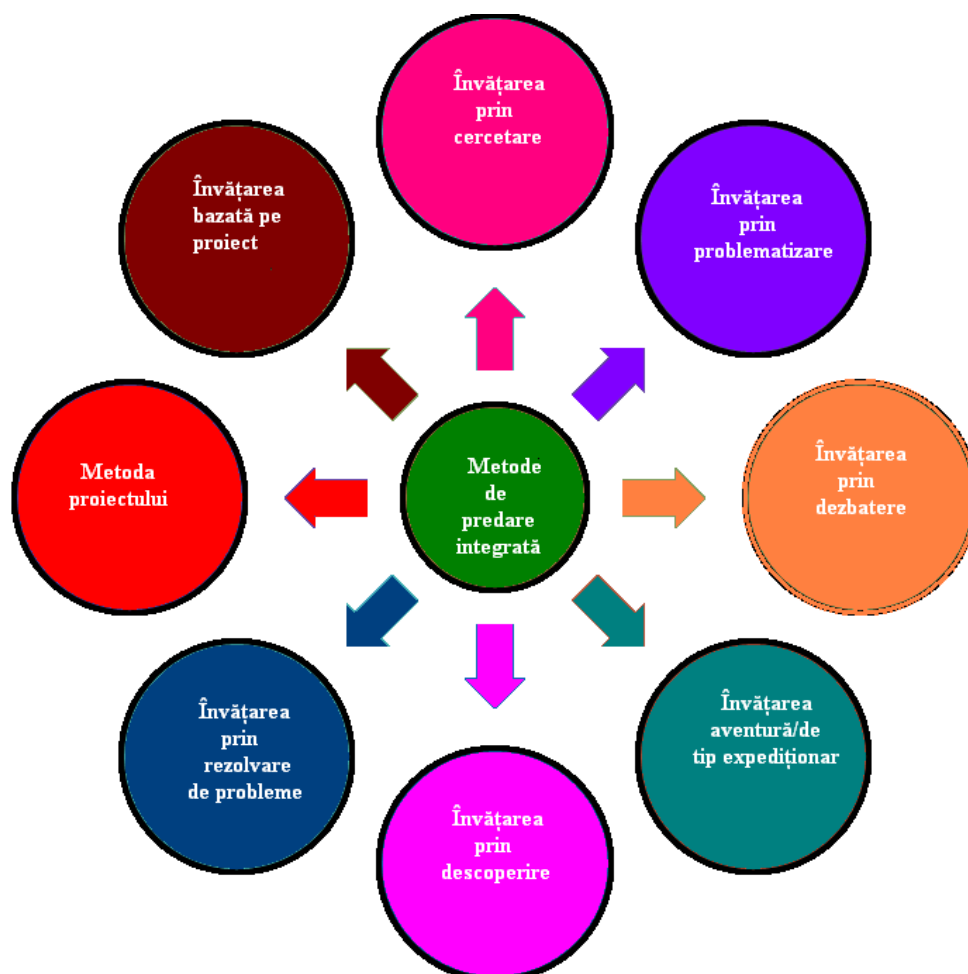 Învățarea
prin
cercetare
Învățarea
prin
problematizare
Învățarea
prin
dezbatere
Învățarea
aventură/de
tip expediționar
Învățarea
prin
descoperire
Învățarea
prin
rezolvare
de probleme
Metoda
proiectului
Învățarea
bazată pe
proiect
Metode
de
predare
integrată